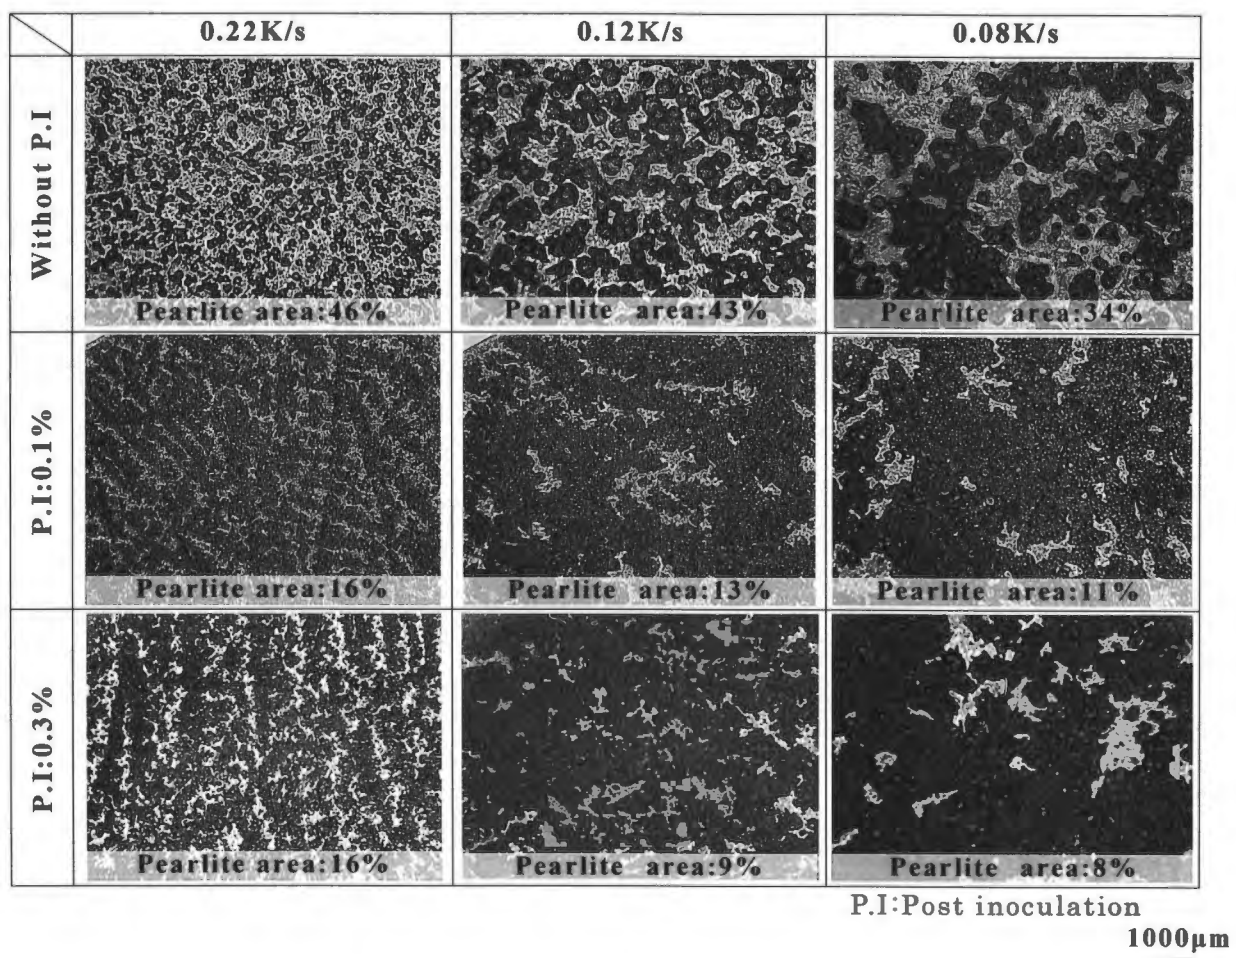 0.22K/s 0.12K/s 0.08K/s
Without P.I
Pearlite area:46% Pearlite area:43% Pearlite area:34%
P.I:0.1%
Pearlite area:16% Pearlite area:13% Pearlite area:11%
P.I:0.3%
Pearlite area:16% Pearlite area:9% Pearlite area:8%
P.I:Post inoculation
1000μm